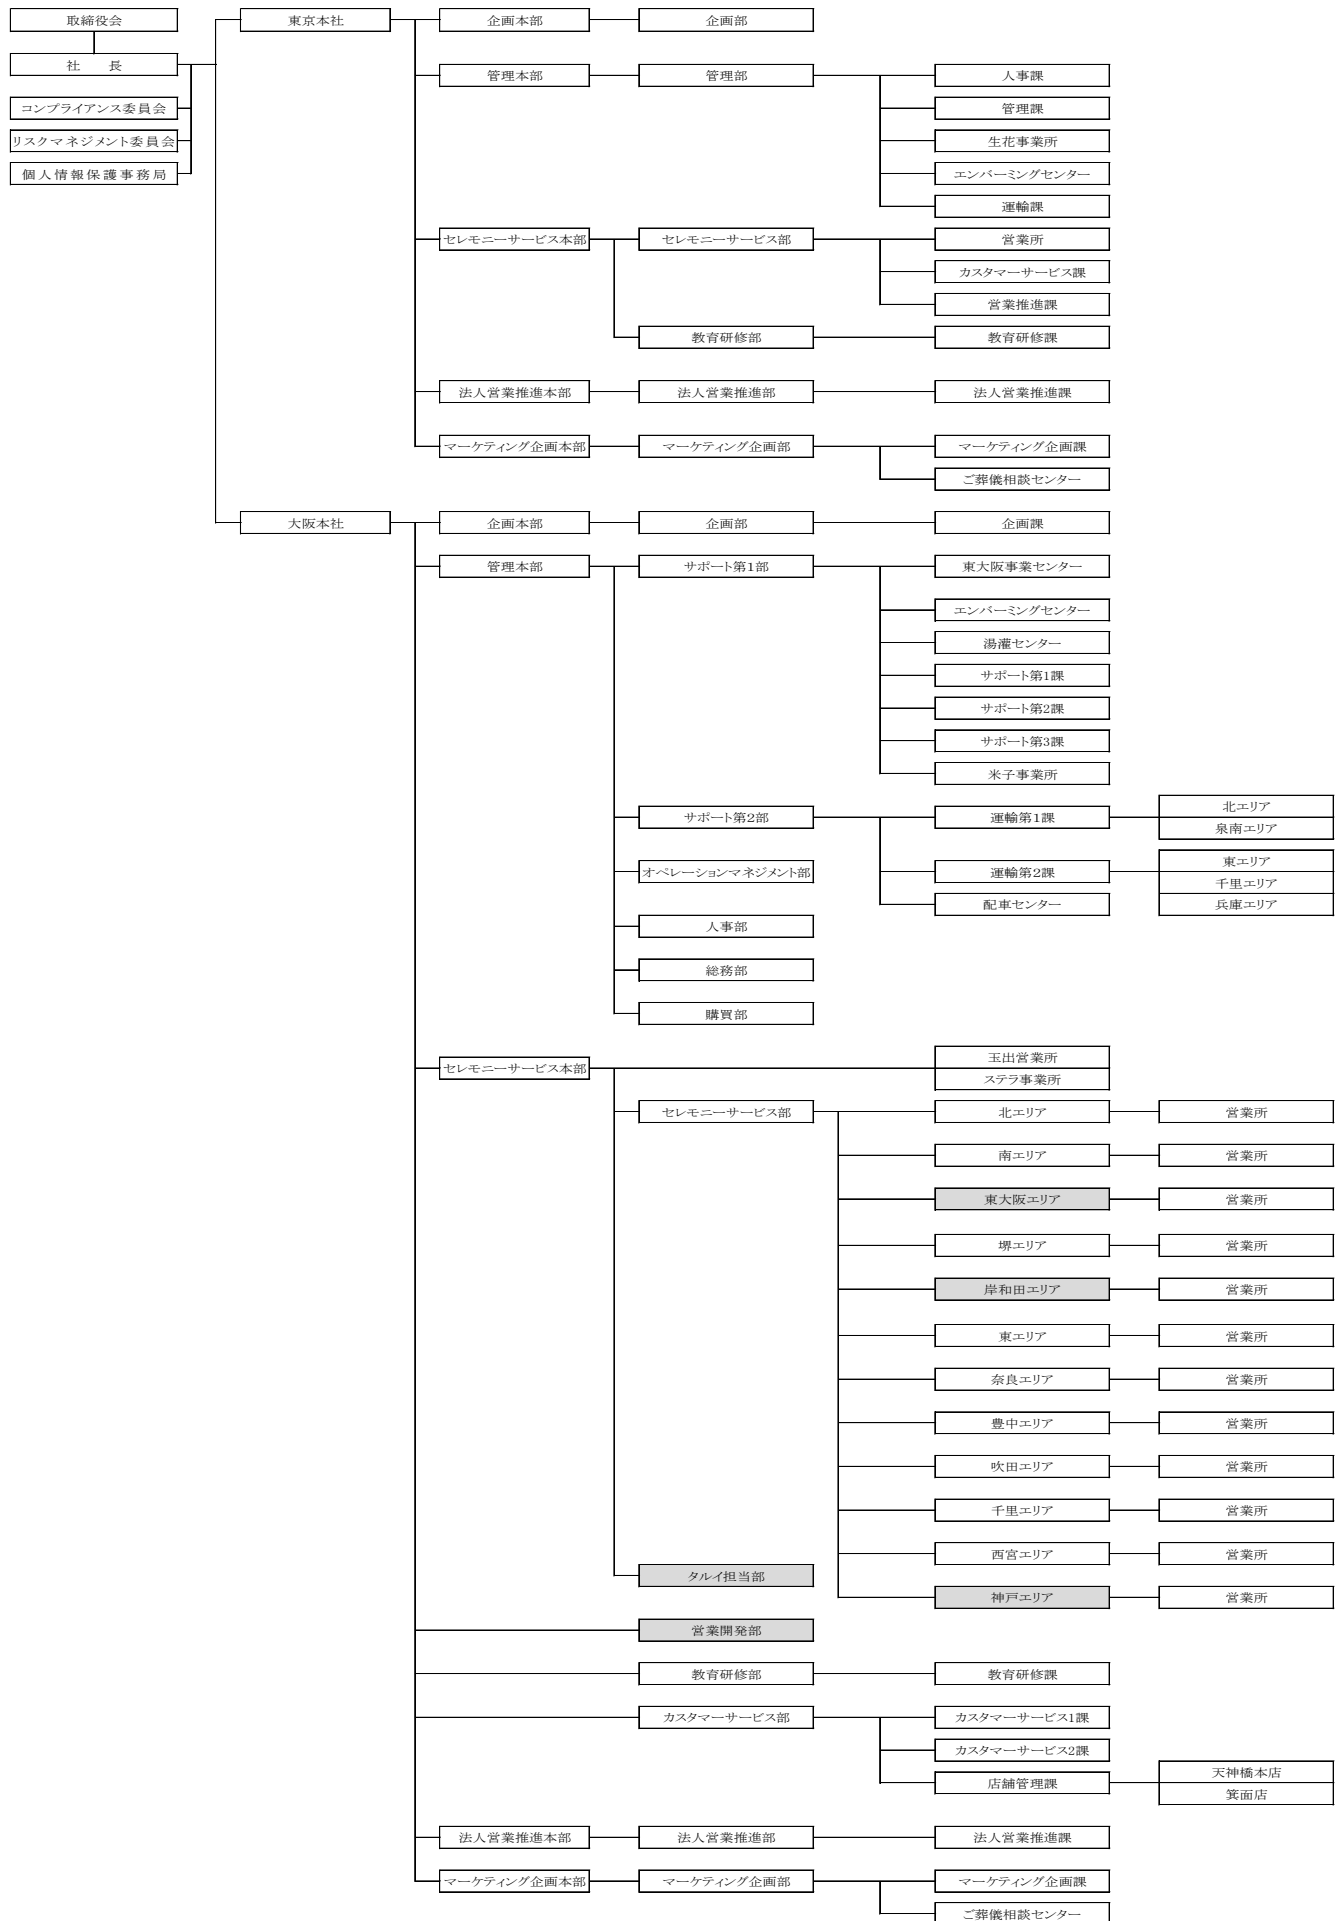 取締役会 東京本社 企画本部 企画部
社　　長 管理本部 管理部 人事課
コンプライアンス委員会 管理課
リスクマネジメント委員会 生花事業所
個人情報保護事務局 エンバーミングセンター
運輸課
セレモニーサービス本部 セレモニーサービス部 営業所
カスタマーサービス課
営業推進課
教育研修部 教育研修課
法人営業推進本部 法人営業推進部 法人営業推進課
マーケティング企画本部 マーケティング企画部 マーケティング企画課
ご葬儀相談センター
大阪本社 企画本部 企画部 企画課
管理本部 サポート第1部 東大阪事業センター
エンバーミングセンター
湯灌センター
サポート第1課
サポート第2課
サポート第3課
米子事業所
北エリア
サポート第2部 運輸第1課
泉南エリア
東エリア
オペレーションマネジメント部 運輸第2課
千里エリア
配車センター 兵庫エリア
人事部
総務部
購買部
玉出営業所
セレモニーサービス本部
ステラ事業所
セレモニーサービス部 北エリア 営業所
南エリア 営業所
東大阪エリア 営業所
堺エリア 営業所
岸和田エリア 営業所
東エリア 営業所
奈良エリア 営業所
豊中エリア 営業所
吹田エリア 営業所
千里エリア 営業所
西宮エリア 営業所
タルイ担当部
神戸エリア 営業所
営業開発部
教育研修部 教育研修課
カスタマーサービス部 カスタマーサービス1課
カスタマーサービス2課
天神橋本店
店舗管理課
箕面店
法人営業推進本部 法人営業推進部 法人営業推進課
マーケティング企画本部 マーケティング企画部 マーケティング企画課
ご葬儀相談センター